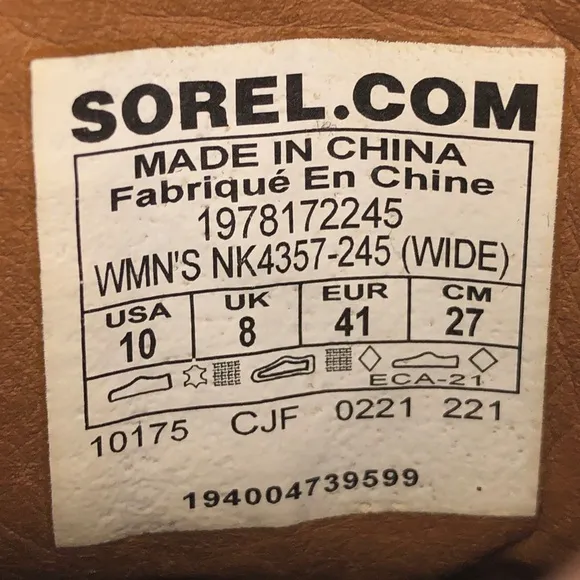 SOREL.COM
MADE IN CHINA
Fabriqué En Chine
1978172245
WMN'S NK4357-245 (WIDE)
USA UK EUR CM
10 8 41 27
ECA-21
10175 CJF 0221 221
194004739599